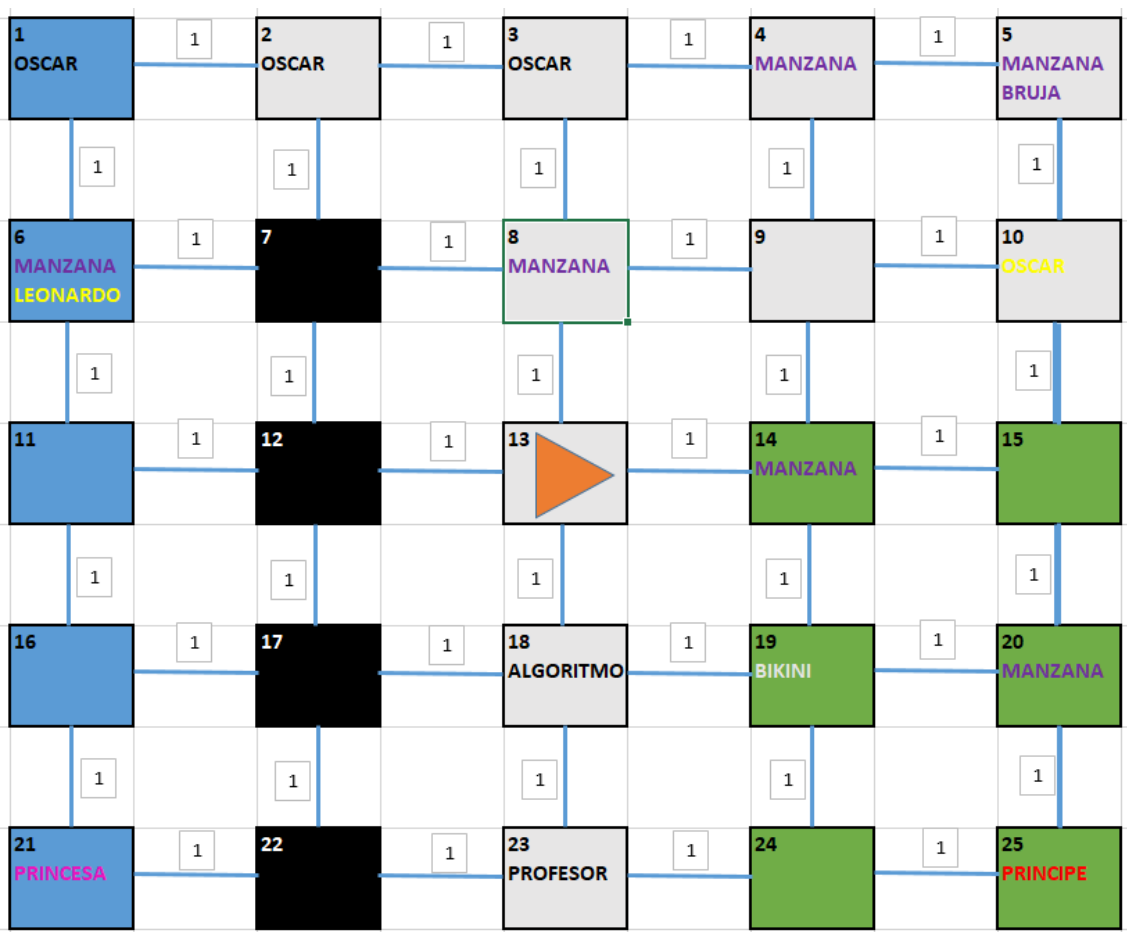 1 1 1 1 1
OSCAR
2
OSCAR
3
OSCAR
4
MANZANA
5
MANZANA
BRUJA
1 1 1 1 1
6 1 7 1 8 1 9 1 10
MANZANA
LEONARDO
MANZANA
OSCAR
1 1 1 1 1
11 1 12 1 13 1 14 1 15
MANZANA
1 1 1 1 1
16 1 17 1 18 1 19 1 20
ALGORITMO
BIKINI
MANZANA
1 1 1 1 1
21 1 22 1 23 1 24 1 25
PRINCESA
PROFESOR
PRINCIPE